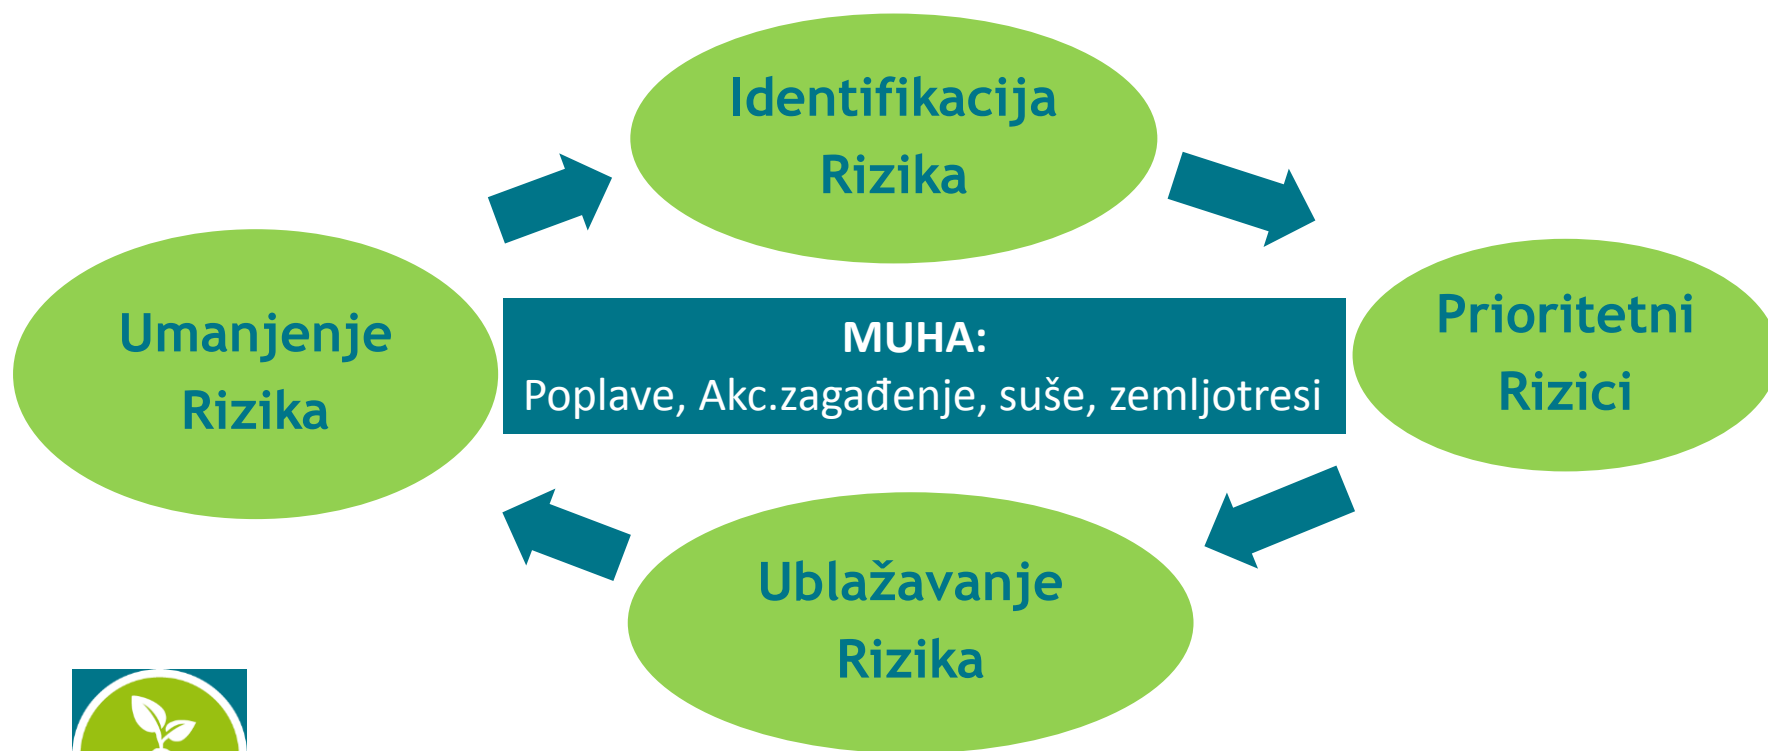 Identifikacija
Rizika
Umanjenje
Rizika
MUHA:
Poplave, Akc.zagađenje, suše, zemljotresi
Prioritetni
Rizici
Ublažavanje
Rizika